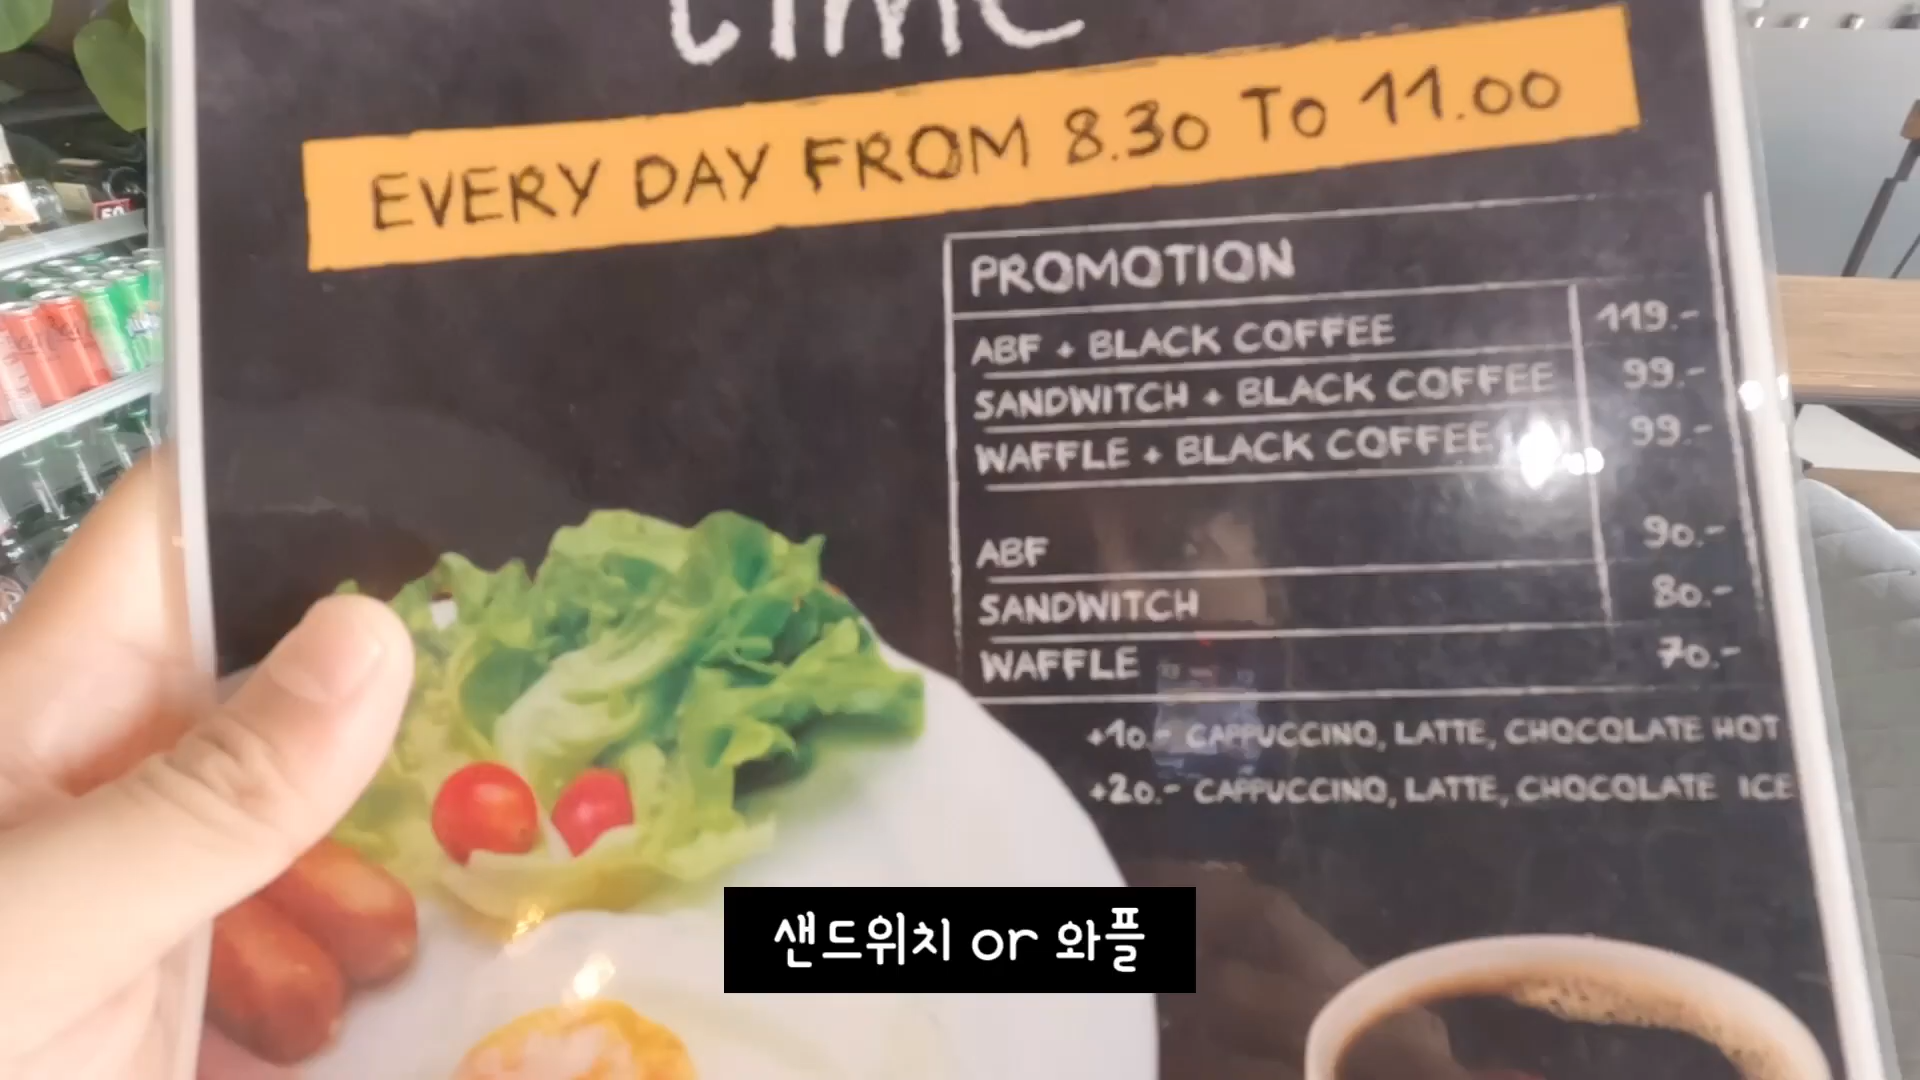 time
EVERY DAY FROM 8.30 TO 11.00
PROMOTION
ABF + BLACK COFFEE 119.-
SANDWITCH + BLACK COFFEE 99.-
WAFFLE + BLACK COFFEE 99.-
ABF 90.-
SANDWITCH 80.-
WAFFLE 70.-
+10.- CAPPUCCINO, LATTE, CHOCOLATE HOT
+20.- CAPPUCCINO, LATTE, CHOCOLATE ICE
샌드위치 or 와플